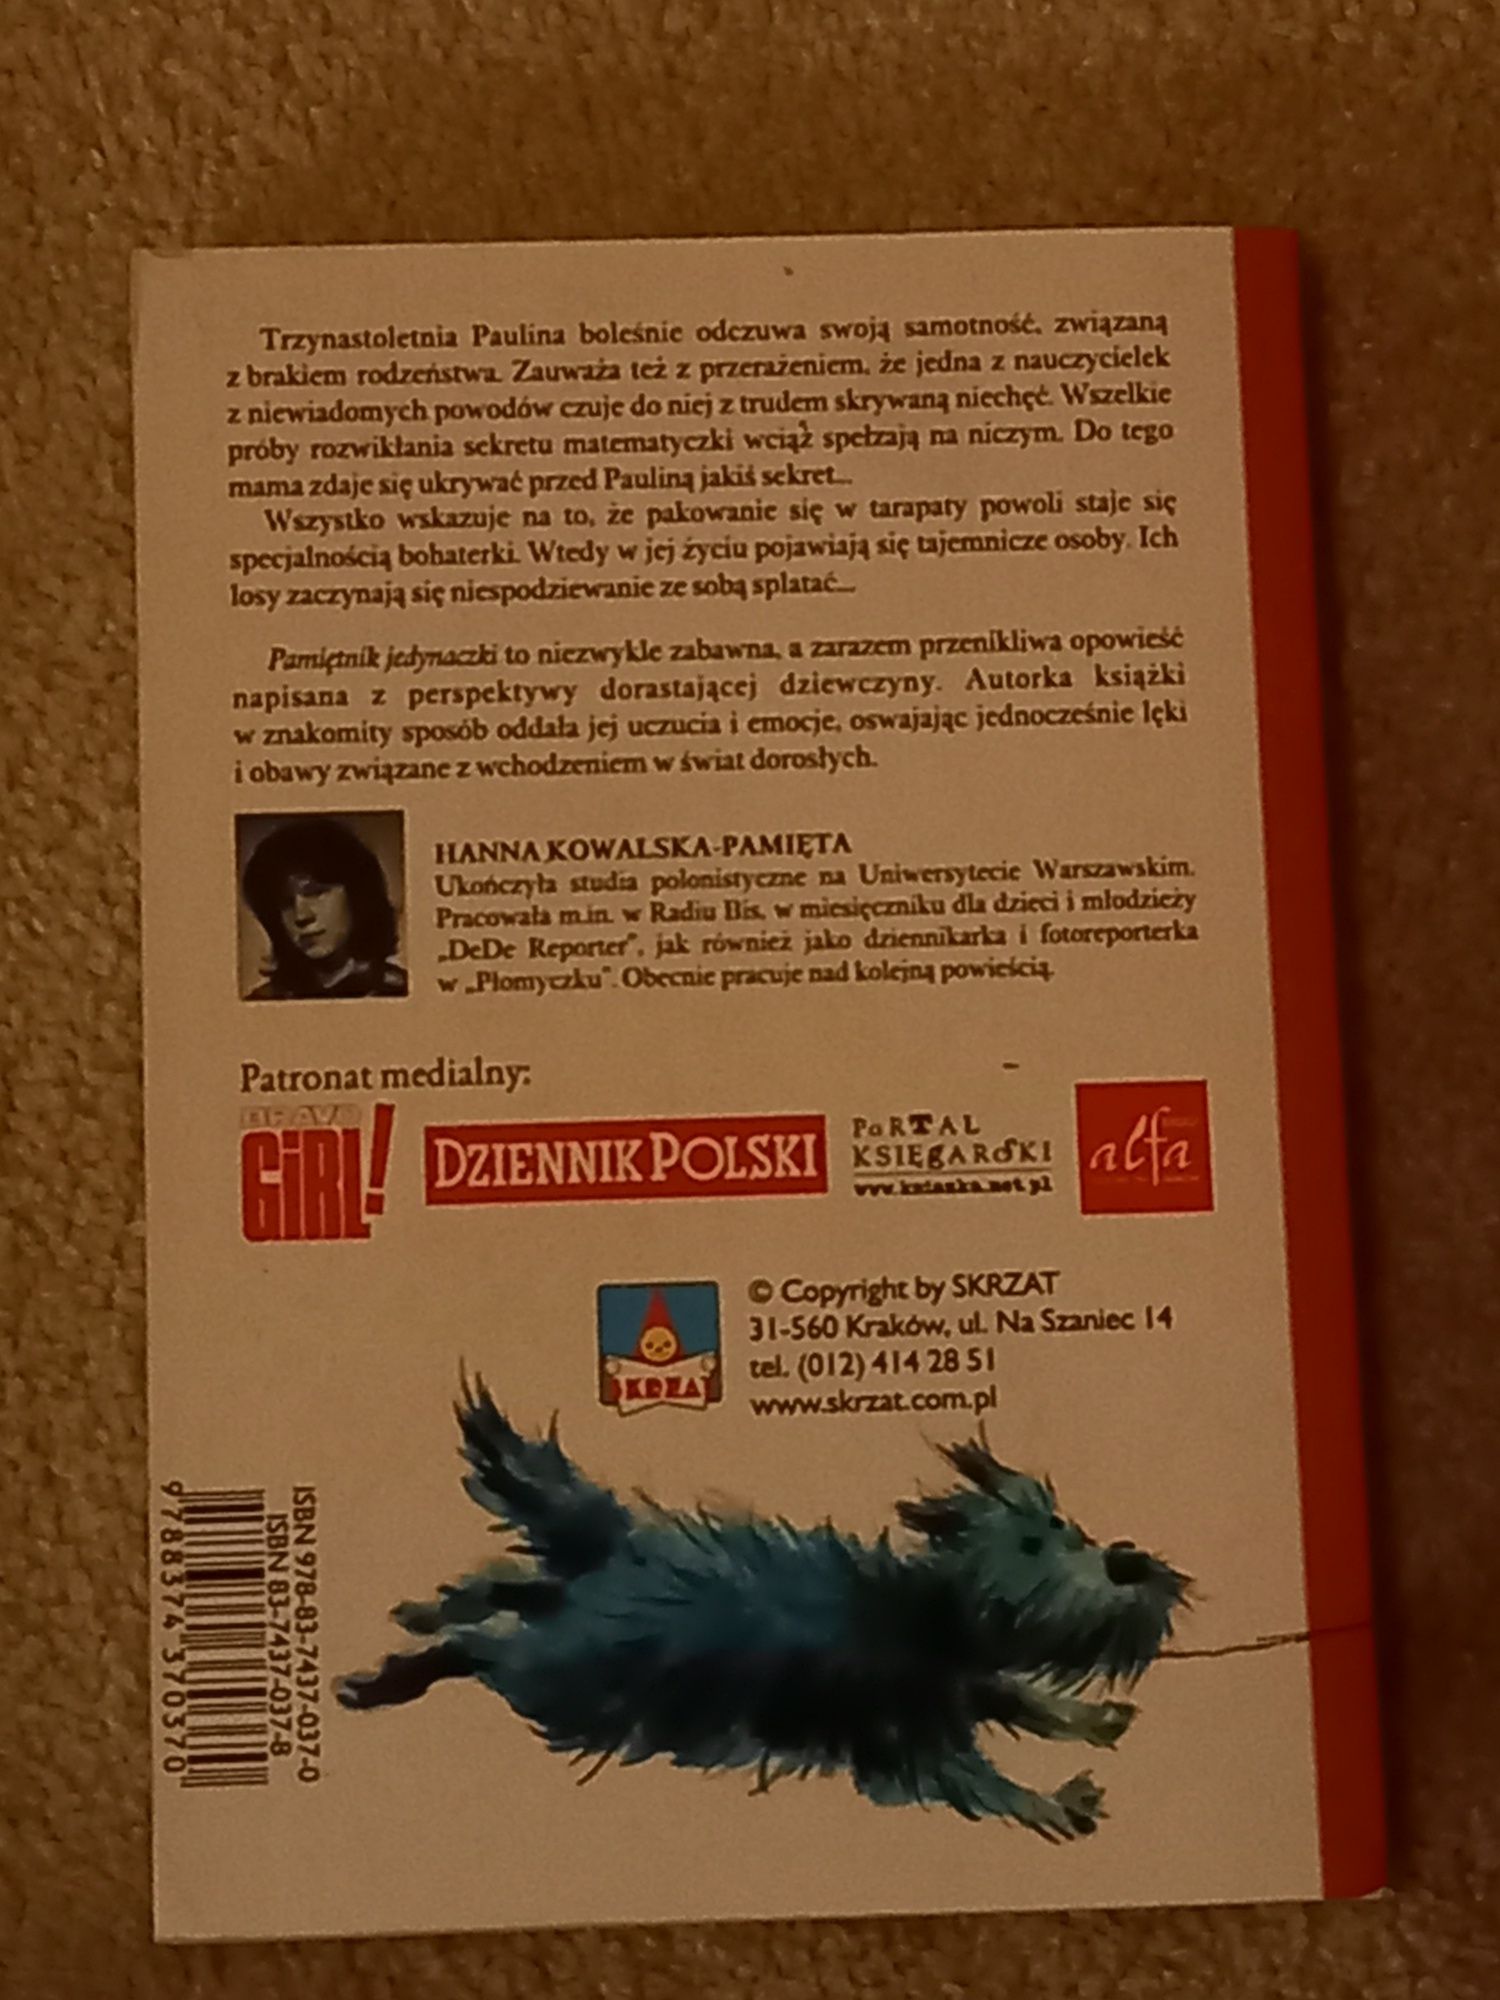 Trzynastoletnia Paulina boleśnie odczuwa swoją samotność, związaną
z brakiem rodzeństwa. Zauważa też z przerażeniem, że jedna z nauczycielek
z niewiadomych powodów czuje do niej z trudem skrywaną niechęć. Wszelkie
próby rozwikłania sekretu matematyczki wciąż spełzają na niczym. Do tego
mama zdaje się ukrywać przed Pauliną jakiś sekret...
Wszystko wskazuje na to, że pakowanie się w tarapaty powoli staje się
specjalnością bohaterki. Wtedy w jej życiu pojawiają się tajemnicze osoby. Ich
losy zaczynają się niespodziewanie ze sobą splatać...
Pamiętnik jedynaczki to niezwykle zabawna, a zarazem przenikliwa opowieść
napisana z perspektywy dorastającej dziewczyny. Autorka książki
w znakomity sposób oddała jej uczucia i emocje, oswajając jednocześnie lęki
i obawy związane z wchodzeniem w świat dorosłych.
HANNA KOWALSKA-PAMIĘTA
Ukończyła studia polonistyczne na Uniwersytecie Warszawskim.
Pracowała m.in. w Radiu Bis, w miesięczniku dla dzieci i młodzieży
„DeDe Reporter", jak również jako dziennikarka i fotoreporterka
w „Płomyczku". Obecnie pracuje nad kolejną powieścią.
Patronat medialny:
BRAVO
GiRL!
DZIENNIK POLSKI
PORTAL
KSIĘGARSKI
www.ksiazka.net.pl
alfa
SKRZAT
© Copyright by SKRZAT
31-560 Kraków, ul. Na Szaniec 14
tel. (012) 414 28 51
www.skrzat.com.pl
ISBN 978-83-7437-037-0
ISBN 83-7437-037-8
9788374370370